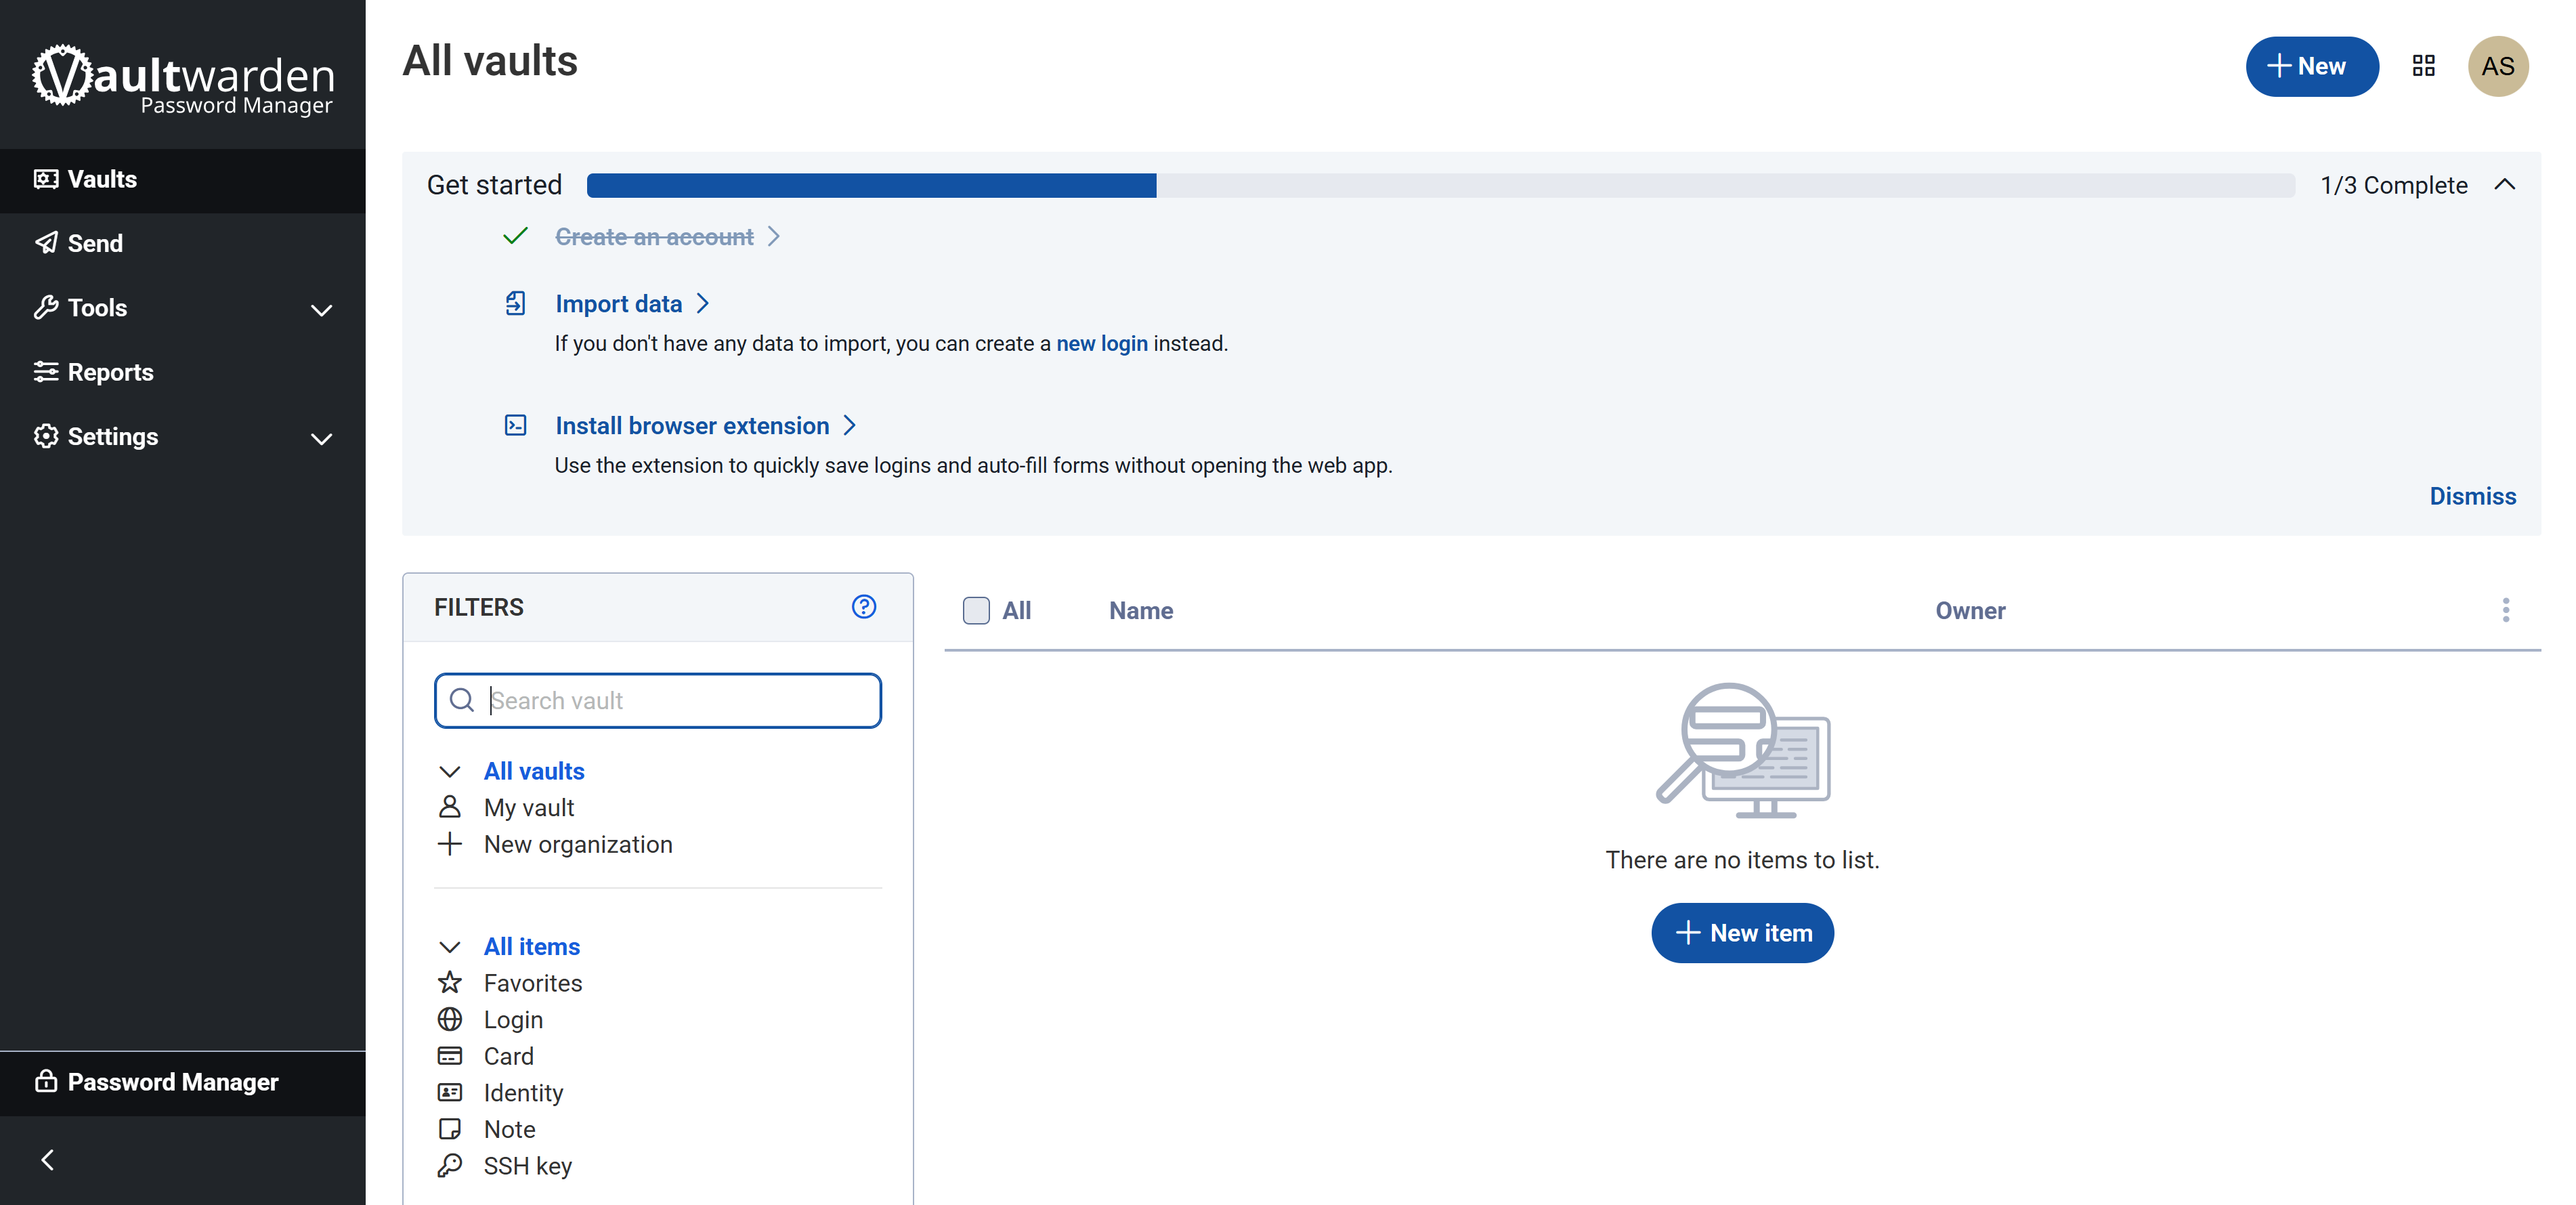 Vaultwarden
Password Manager
Vaults
Send
Tools
Reports
Settings
Password Manager
All vaults
New
AS
Get started
1/3 Complete
Create an account
Import data
If you don't have any data to import, you can create a new login instead.
Install browser extension
Use the extension to quickly save logins and auto-fill forms without opening the web app.
Dismiss
FILTERS
Search vault
All vaults
My vault
New organization
All items
Favorites
Login
Card
Identity
Note
SSH key
All Name Owner
There are no items to list.
New item